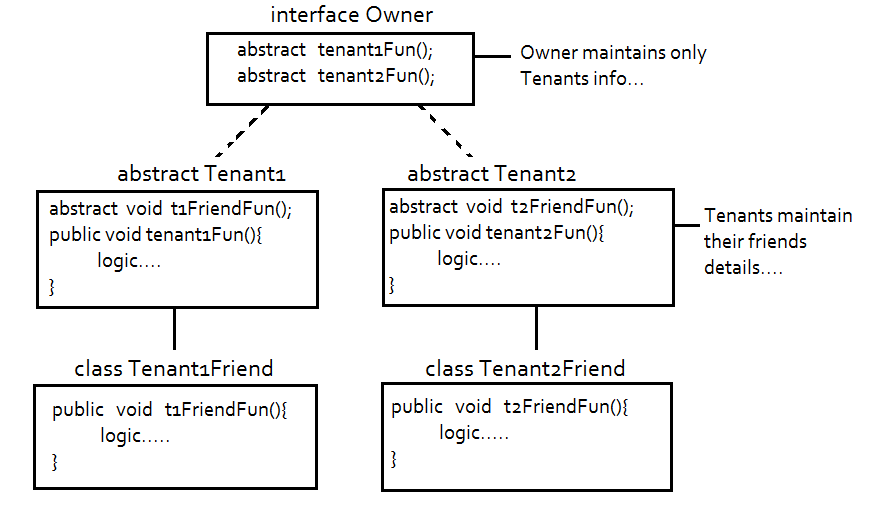 interface Owner
abstract tenant1Fun();
abstract tenant2Fun();
Owner maintains only
Tenants info...
abstract Tenant1
abstract void t1FriendFun();
public void tenant1Fun(){
logic....
}
abstract Tenant2
abstract void t2FriendFun();
public void tenant2Fun(){
logic....
}
Tenants maintain
their friends
details....
class Tenant1Friend
public void t1FriendFun(){
logic.....
}
class Tenant2Friend
public void t2FriendFun(){
logic.....
}